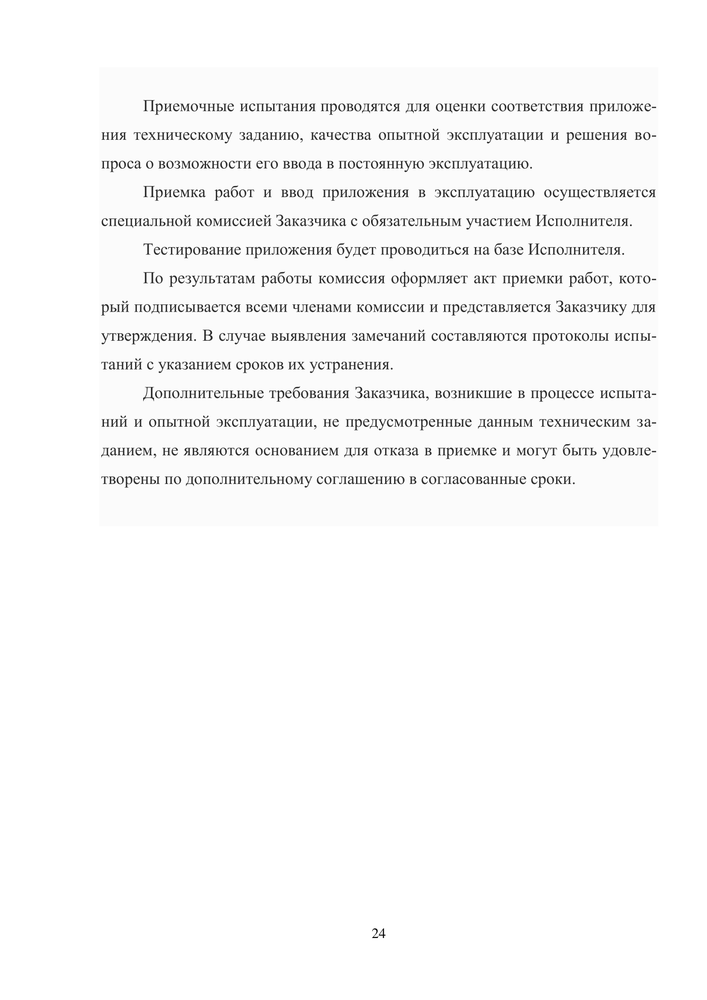 Приемочные испытания проводятся для оценки соответствия приложе-
ния техническому заданию, качества опытной эксплуатации и решения во-
проса о возможности его ввода в постоянную эксплуатацию.
Приемка работ и ввод приложения в эксплуатацию осуществляется
специальной комиссией Заказчика с обязательным участием Исполнителя.
Тестирование приложения будет проводиться на базе Исполнителя.
По результатам работы комиссия оформляет акт приемки работ, кото-
рый подписывается всеми членами комиссии и представляется Заказчику для
утверждения. В случае выявления замечаний составляются протоколы испы-
таний с указанием сроков их устранения.
Дополнительные требования Заказчика, возникшие в процессе испыта-
ний и опытной эксплуатации, не предусмотренные данным техническим за-
данием, не являются основанием для отказа в приемке и могут быть удовле-
творены по дополнительному соглашению в согласованные сроки.
24